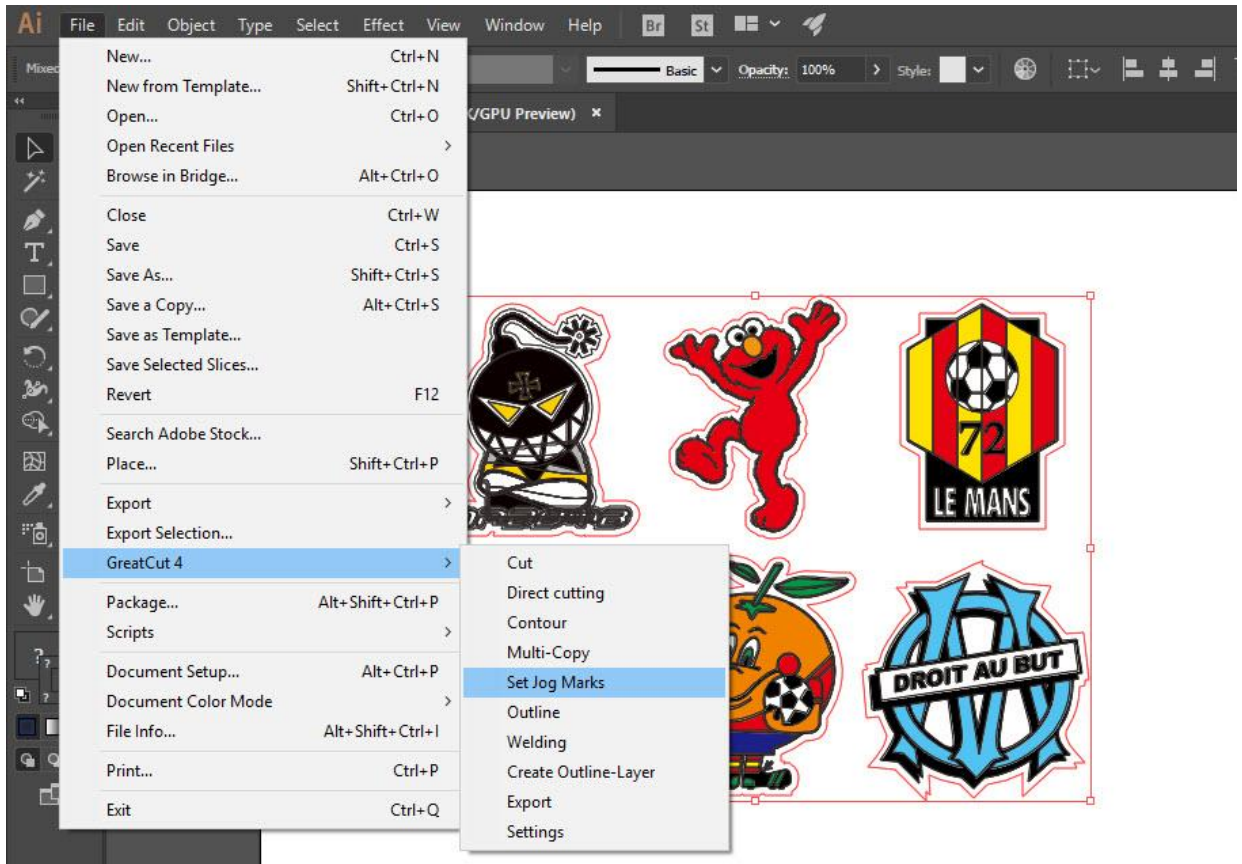 Ai File Edit Object Type Select Effect View Window Help Br St
Basic Opacity: 100% Style:
/GPU Preview) ×
New... Ctrl+N
New from Template... Shift+Ctrl+N
Open... Ctrl+O
Open Recent Files
Browse in Bridge... Alt+Ctrl+O
Close Ctrl+W
Save Ctrl+S
Save As... Shift+Ctrl+S
Save a Copy... Alt+Ctrl+S
Save as Template...
Save Selected Slices...
Revert F12
Search Adobe Stock...
Place... Shift+Ctrl+P
Export
Export Selection...
GreatCut 4
Package... Alt+Shift+Ctrl+P
Scripts
Document Setup... Alt+Ctrl+P
Document Color Mode
File Info... Alt+Shift+Ctrl+I
Print... Ctrl+P
Exit Ctrl+Q
Cut
Direct cutting
Contour
Multi-Copy
Set Jog Marks
Outline
Welding
Create Outline-Layer
Export
Settings
72
LE MANS
DROIT AU BUT